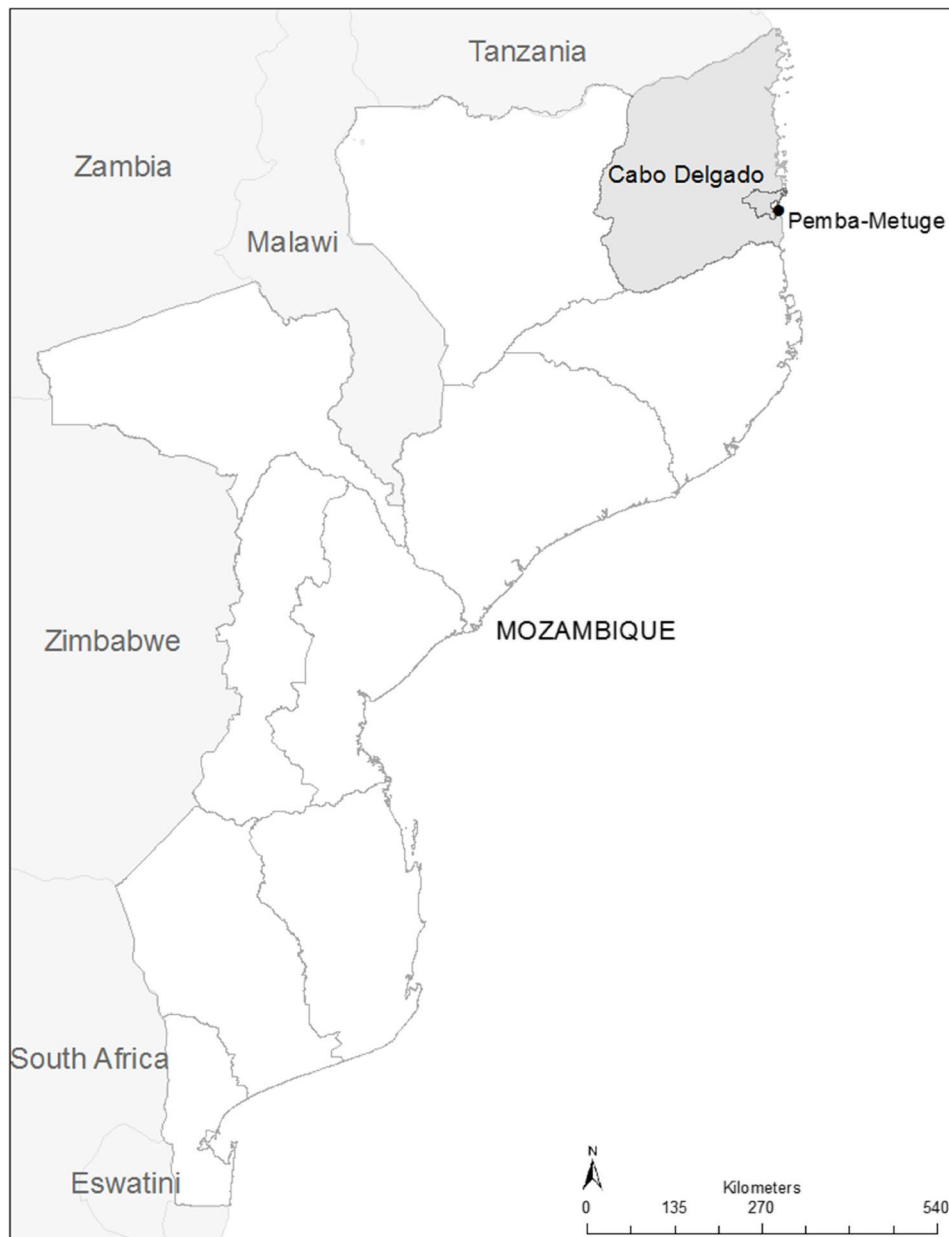 Tanzania
Zambia
Cabo Delgado
Pemba-Metuge
Malawi
MOZAMBIQUE
Zimbabwe
South Africa
Eswatini
N
Kilometers
0 135 270 540